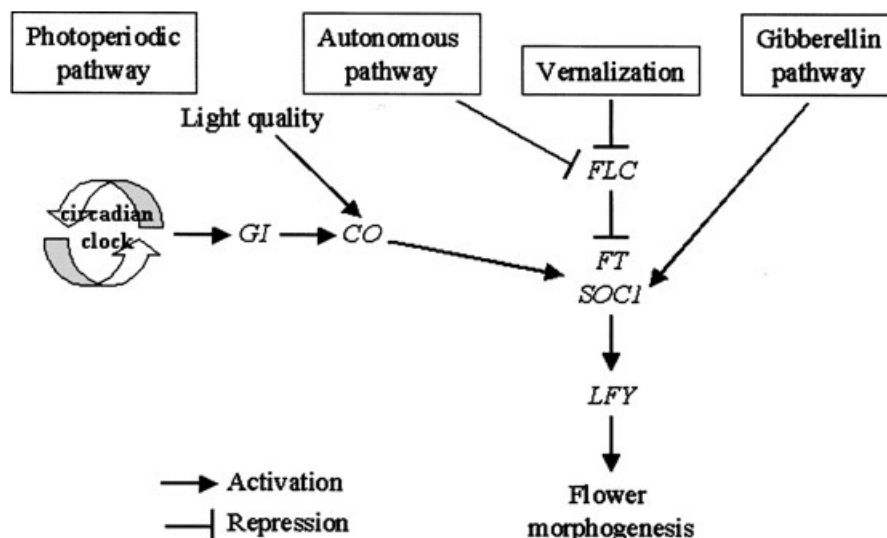 Photoperiodic
pathway
Autonomous
pathway
Vernalization
Gibberellin
pathway
Light quality
FLC
circadian
clock
GI
CO
FT
SOC1
LFY
Activation
Repression
Flower
morphogenesis